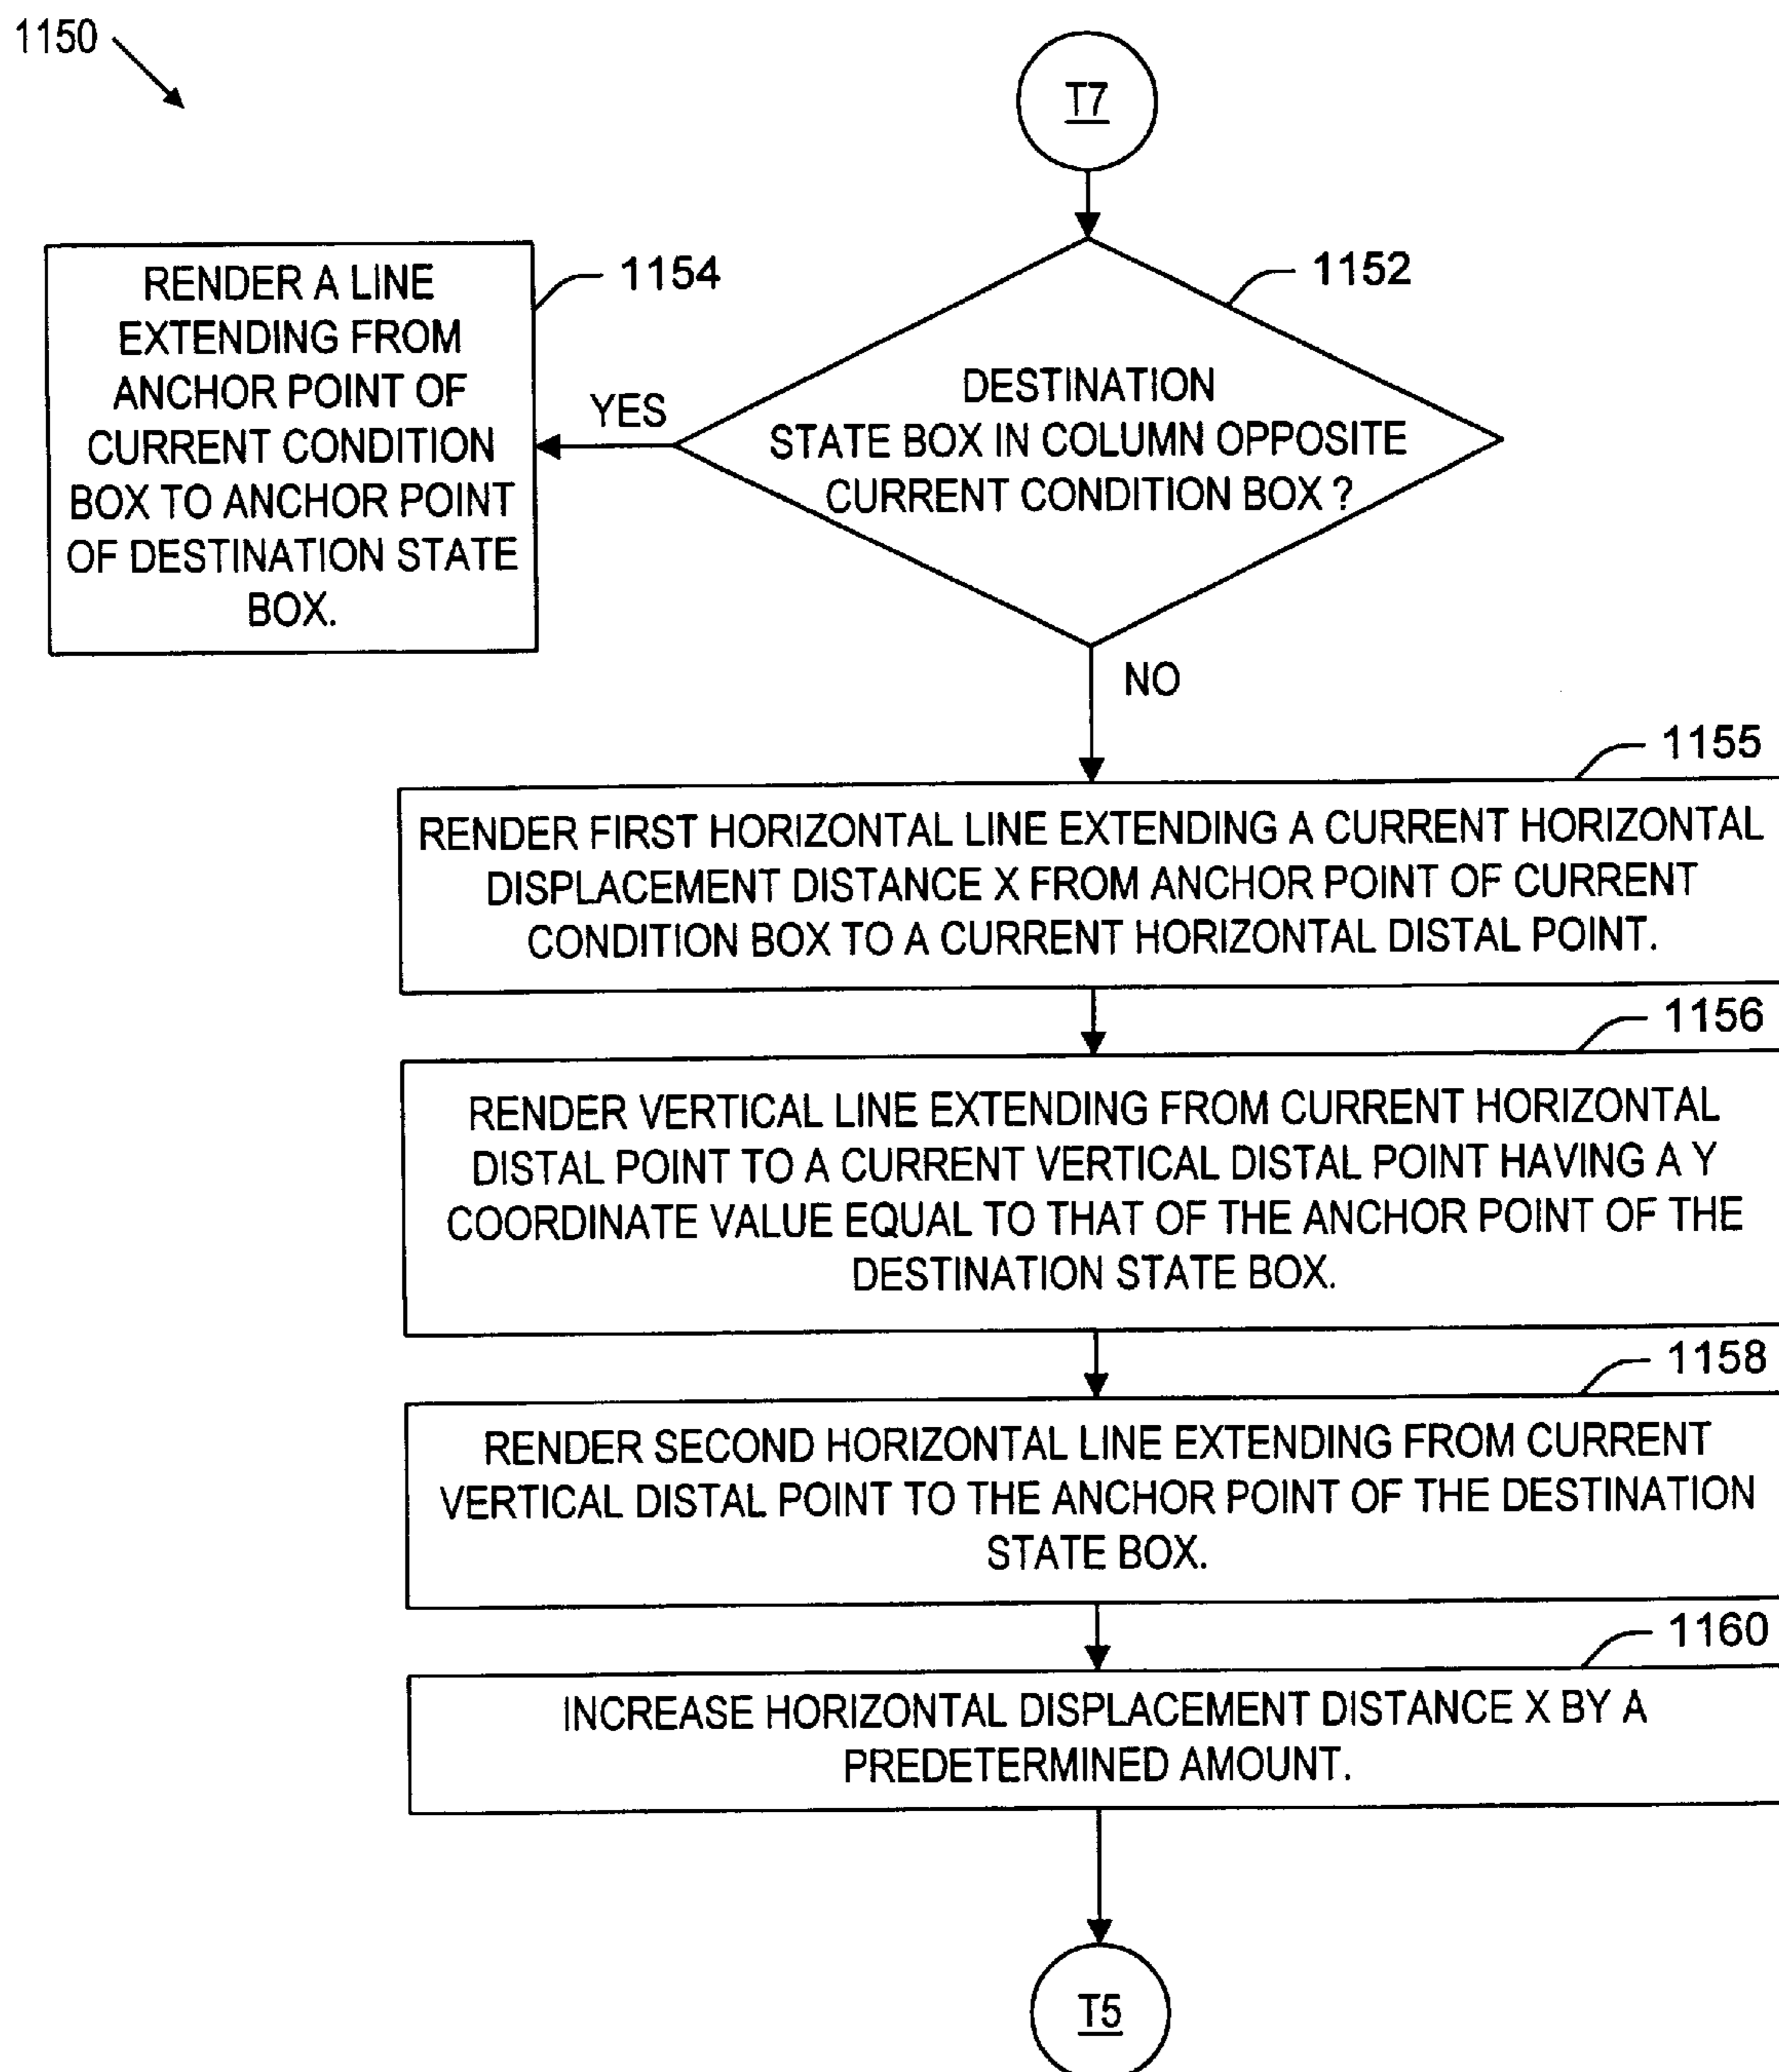 1150
T7
1154
RENDER A LINE
EXTENDING FROM
ANCHOR POINT OF
CURRENT CONDITION
BOX TO ANCHOR POINT
OF DESTINATION STATE
BOX.
1152
DESTINATION
STATE BOX IN COLUMN OPPOSITE
CURRENT CONDITION BOX ?
YES
NO
1155
RENDER FIRST HORIZONTAL LINE EXTENDING A CURRENT HORIZONTAL
DISPLACEMENT DISTANCE X FROM ANCHOR POINT OF CURRENT
CONDITION BOX TO A CURRENT HORIZONTAL DISTAL POINT.
1156
RENDER VERTICAL LINE EXTENDING FROM CURRENT HORIZONTAL
DISTAL POINT TO A CURRENT VERTICAL DISTAL POINT HAVING A Y
COORDINATE VALUE EQUAL TO THAT OF THE ANCHOR POINT OF THE
DESTINATION STATE BOX.
1158
RENDER SECOND HORIZONTAL LINE EXTENDING FROM CURRENT
VERTICAL DISTAL POINT TO THE ANCHOR POINT OF THE DESTINATION
STATE BOX.
1160
INCREASE HORIZONTAL DISPLACEMENT DISTANCE X BY A
PREDETERMINED AMOUNT.
T5